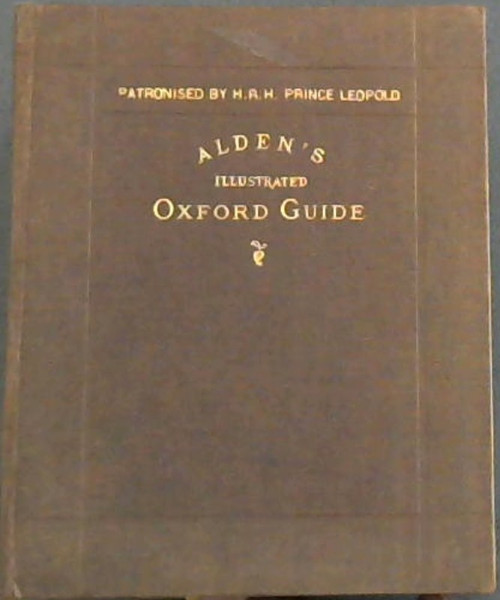 PATRONISED BY H.R.H. PRINCE LEOPOLD
ALDEN'S
ILLUSTRATED
OXFORD GUIDE